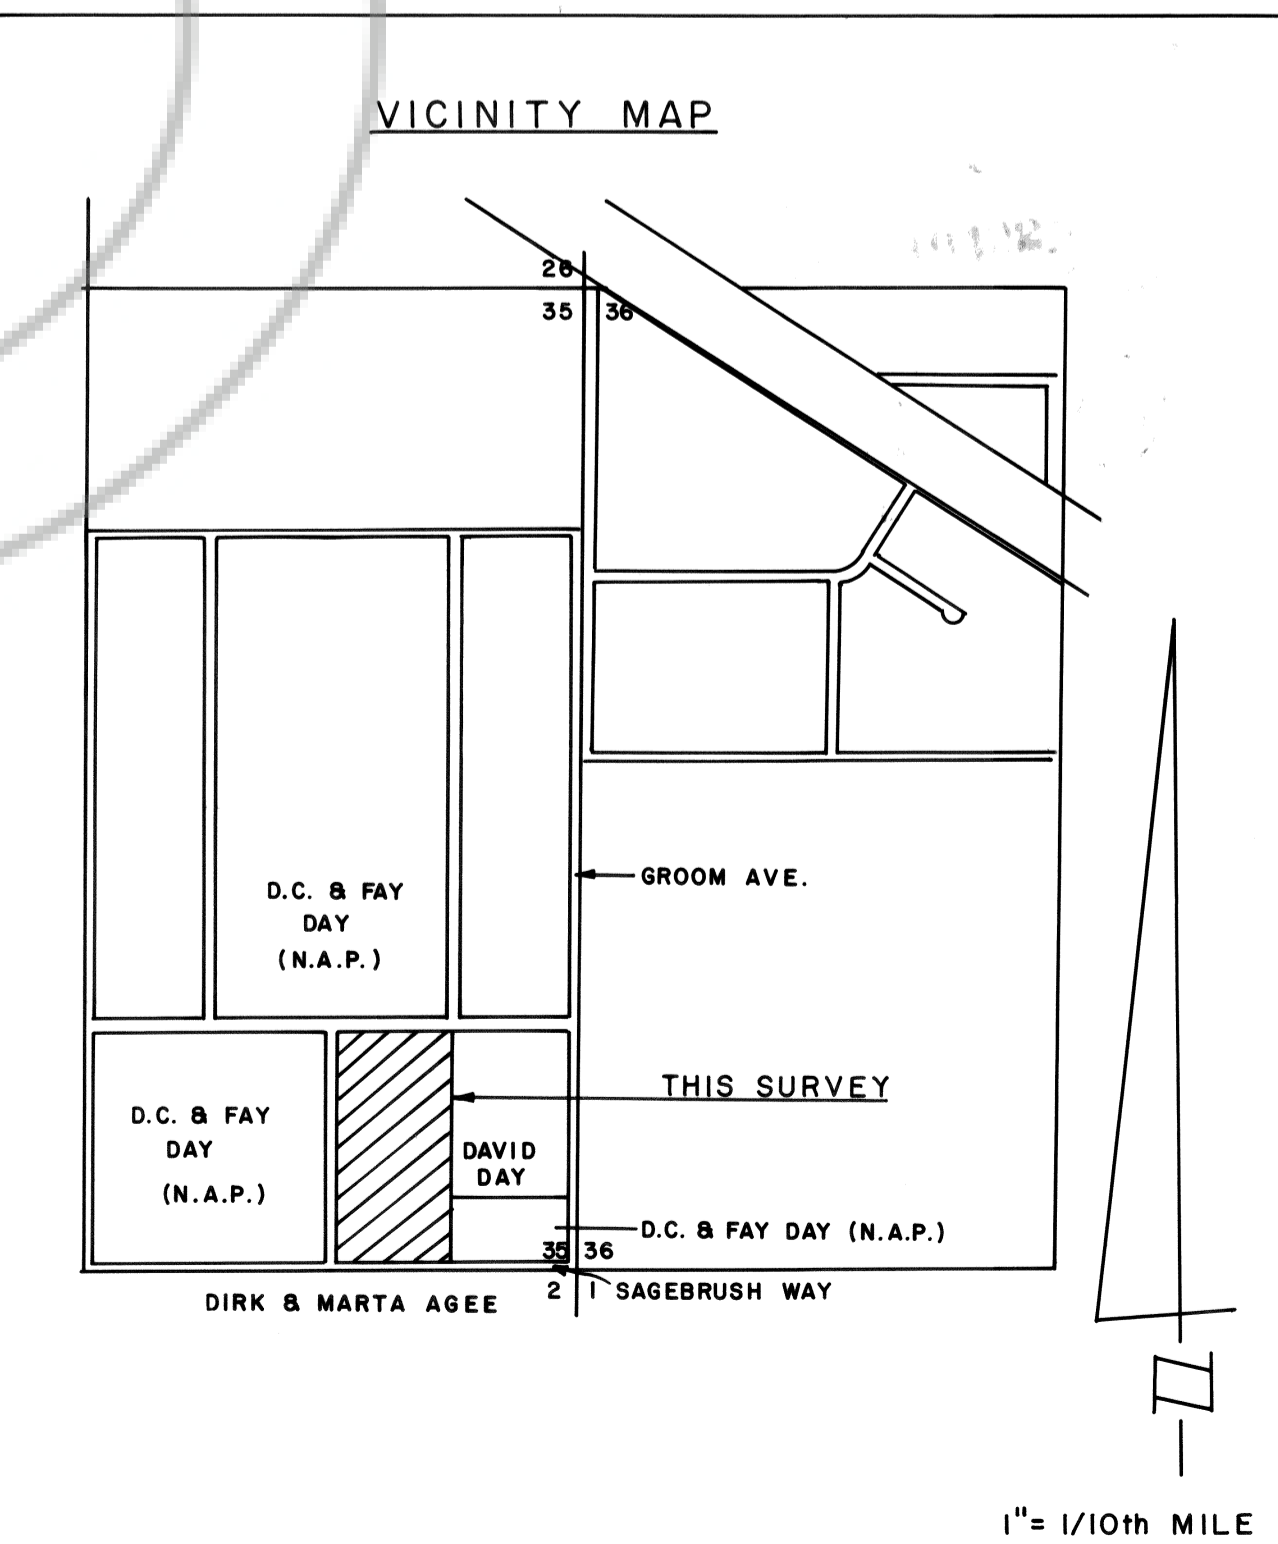 VICINITY MAP
26
35 36
GROOM AVE.
D.C. & FAY
DAY
(N.A.P.)
THIS SURVEY
D.C. & FAY
DAY
(N.A.P.)
DAVID
DAY
D.C. & FAY DAY (N.A.P.)
35 36
2 1 SAGEBRUSH WAY
DIRK & MARTA AGEE
N
1"= 1/10th MILE